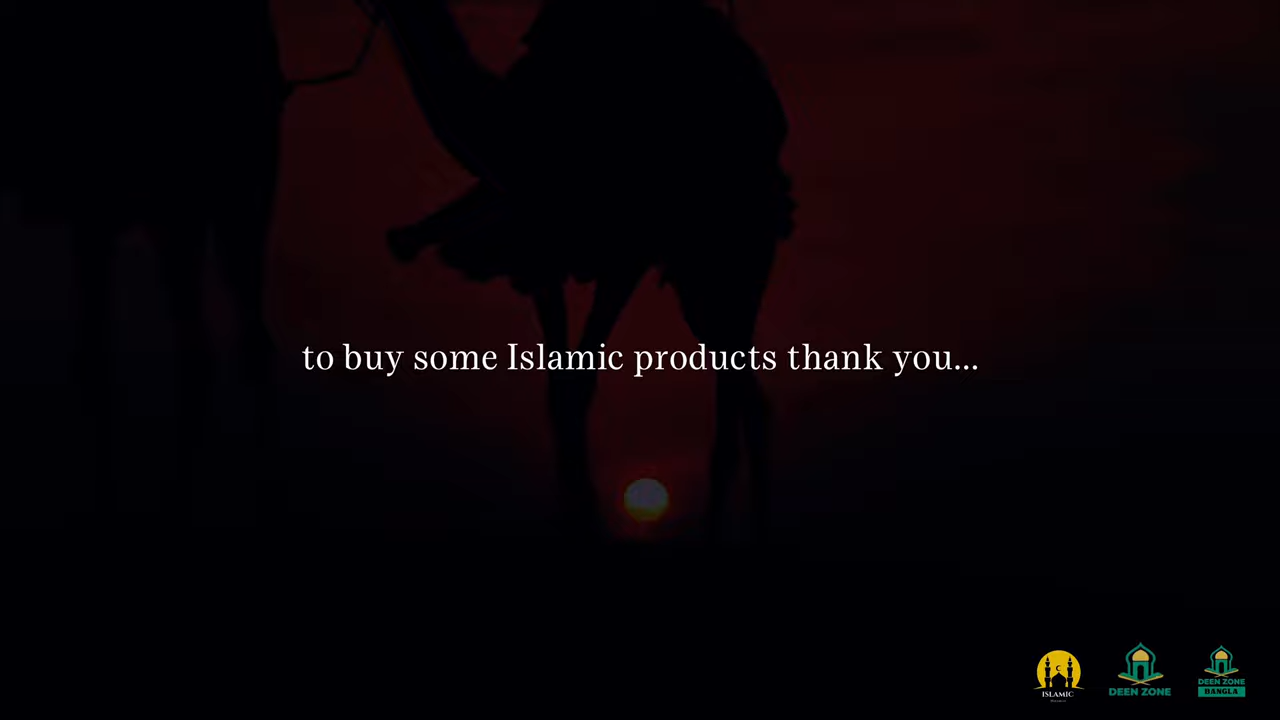 to buy some Islamic products thank you...
ISLAMIC
DEEN ZONE
DEEN ZONE
BANGLA